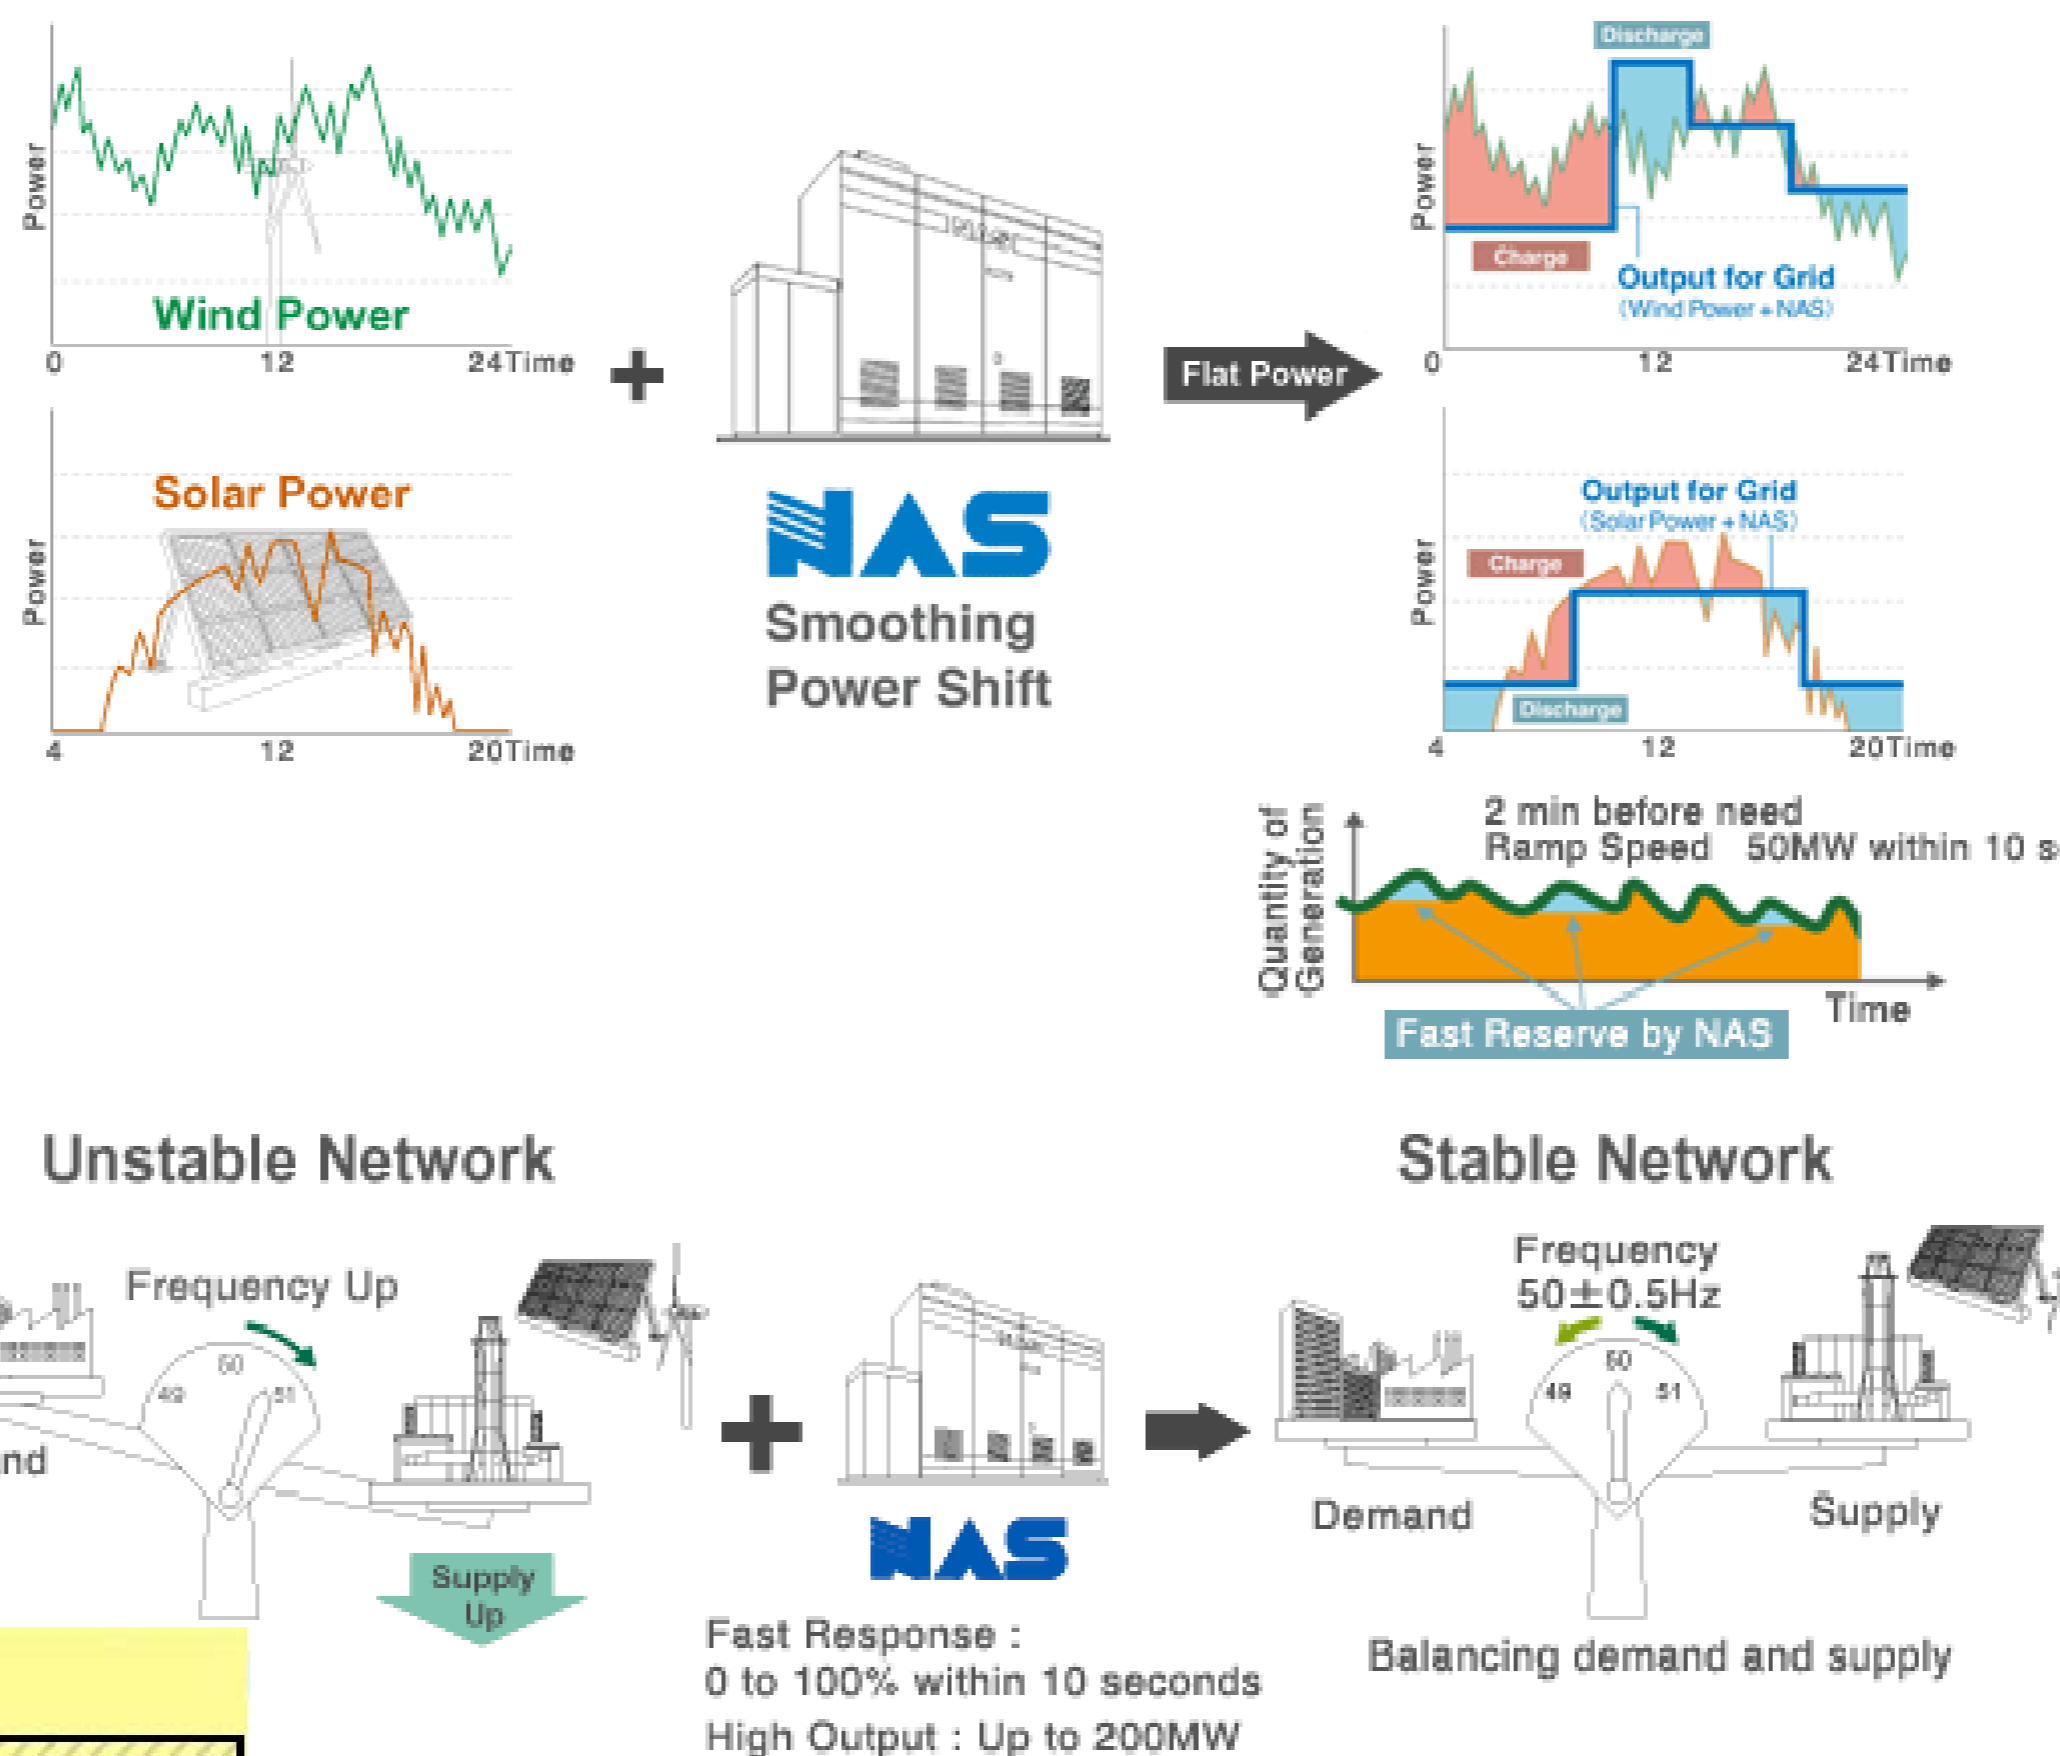 Power
Wind Power
0
12
24Time
Power
Solar Power
4
12
20Time
NAS
Smoothing
Power Shift
Flat Power
Discharge
Power
Charge
Output for Grid
(Wind Power + NAS)
0
12
24Time
Output for Grid
(Solar Power + NAS)
Power
Charge
Discharge
4
12
20Time
Quantity of
Generation
2 min before need
Ramp Speed 50MW within 10 s
Time
Fast Reserve by NAS
Unstable Network
Frequency Up
49
50
51
nd
Supply
Up
NAS
Fast Response :
0 to 100% within 10 seconds
High Output : Up to 200MW
Stable Network
Frequency
50±0.5Hz
49
50
51
Demand
Supply
Balancing demand and supply